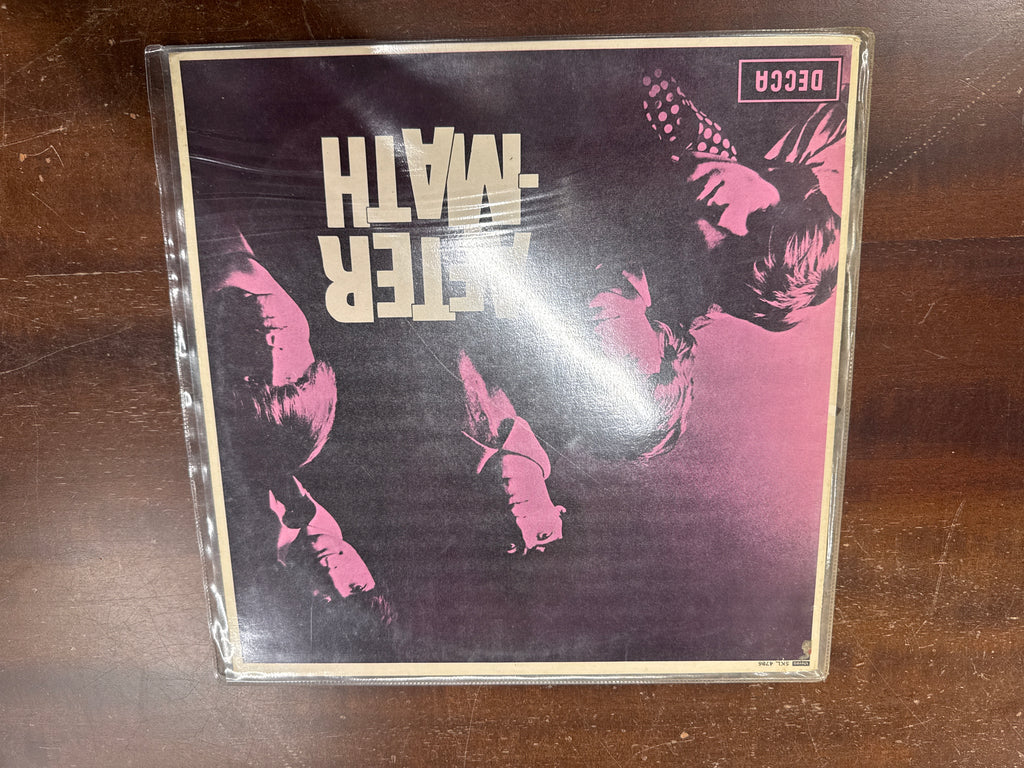 AFTER
-MATH
DECCA
SKL 4786